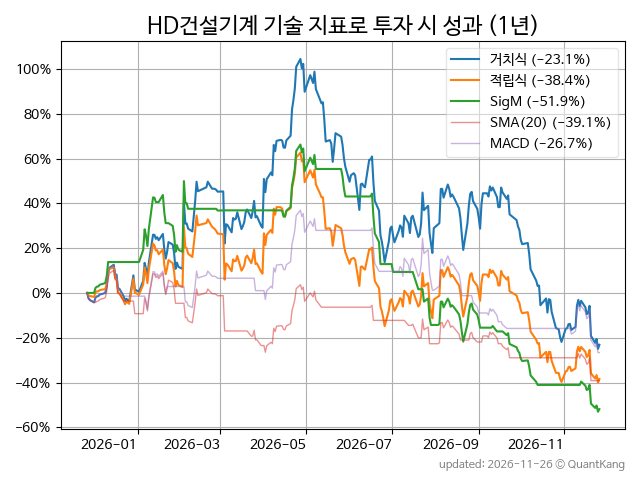 HD건설기계 기술 지표로 투자 시 성과 (1년)
거치식 (−23.1%)
적립식 (−38.4%)
SigM (−51.9%)
SMA(20) (−39.1%)
MACD (−26.7%)
100%
80%
60%
40%
20%
0%
−20%
−40%
−60%
2026-01 2026-03 2026-05 2026-07 2026-09 2026-11
updated: 2026-11-26 © QuantKang